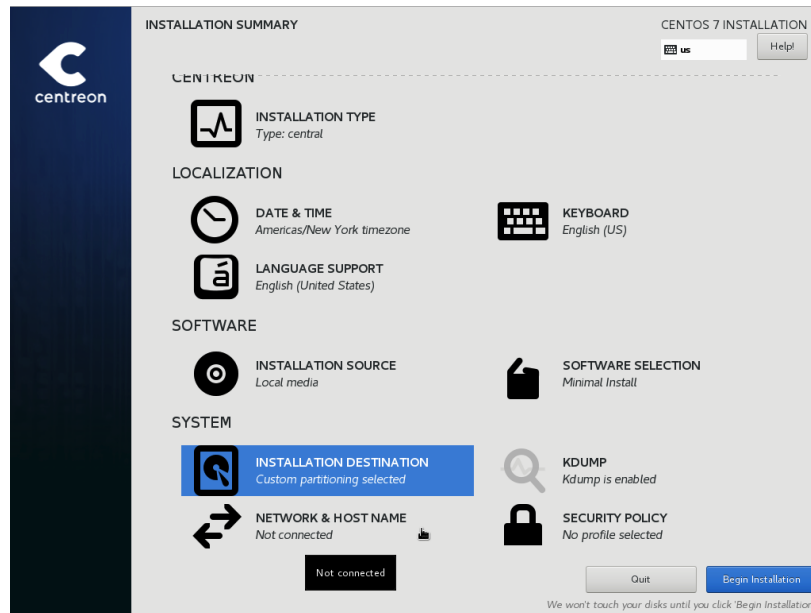 centreon
INSTALLATION SUMMARY
CENTOS 7 INSTALLATION
us
Help!
CENTREON
INSTALLATION TYPE
Type: central
LOCALIZATION
DATE & TIME
Americas/New York timezone
KEYBOARD
English (US)
LANGUAGE SUPPORT
English (United States)
SOFTWARE
INSTALLATION SOURCE
Local media
SOFTWARE SELECTION
Minimal Install
SYSTEM
INSTALLATION DESTINATION
Custom partitioning selected
KDUMP
Kdump is enabled
NETWORK & HOST NAME
Not connected
SECURITY POLICY
No profile selected
Not connected
Quit
Begin Installation
We won't touch your disks until you click 'Begin Installation